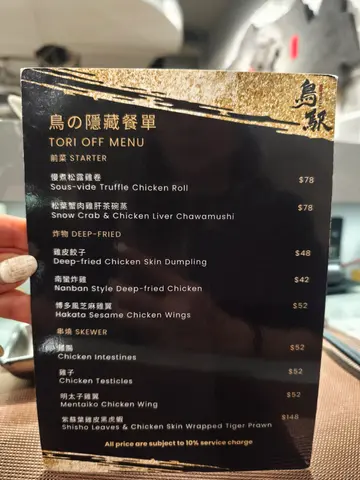 鳥の隱藏餐單
TORI OFF MENU
前菜 STARTER
慢煮松露雞卷
Sous-vide Truffle Chicken Roll $78
松葉蟹肉雞肝茶碗蒸
Snow Crab & Chicken Liver Chawamushi $78
炸物 DEEP-FRIED
雞皮餃子
Deep-fried Chicken Skin Dumpling $48
南蠻炸雞
Nanban Style Deep-fried Chicken $42
博多風芝麻雞翼
Hakata Sesame Chicken Wings $52
串燒 SKEWER
雞腸
Chicken Intestines $52
雞子
Chicken Testicles $52
明太子雞翼
Mentaiko Chicken Wing $52
紫蘇葉雞皮黑虎蝦
Shisho Leaves & Chicken Skin Wrapped Tiger Prawn $148
All price are subject to 10% service charge